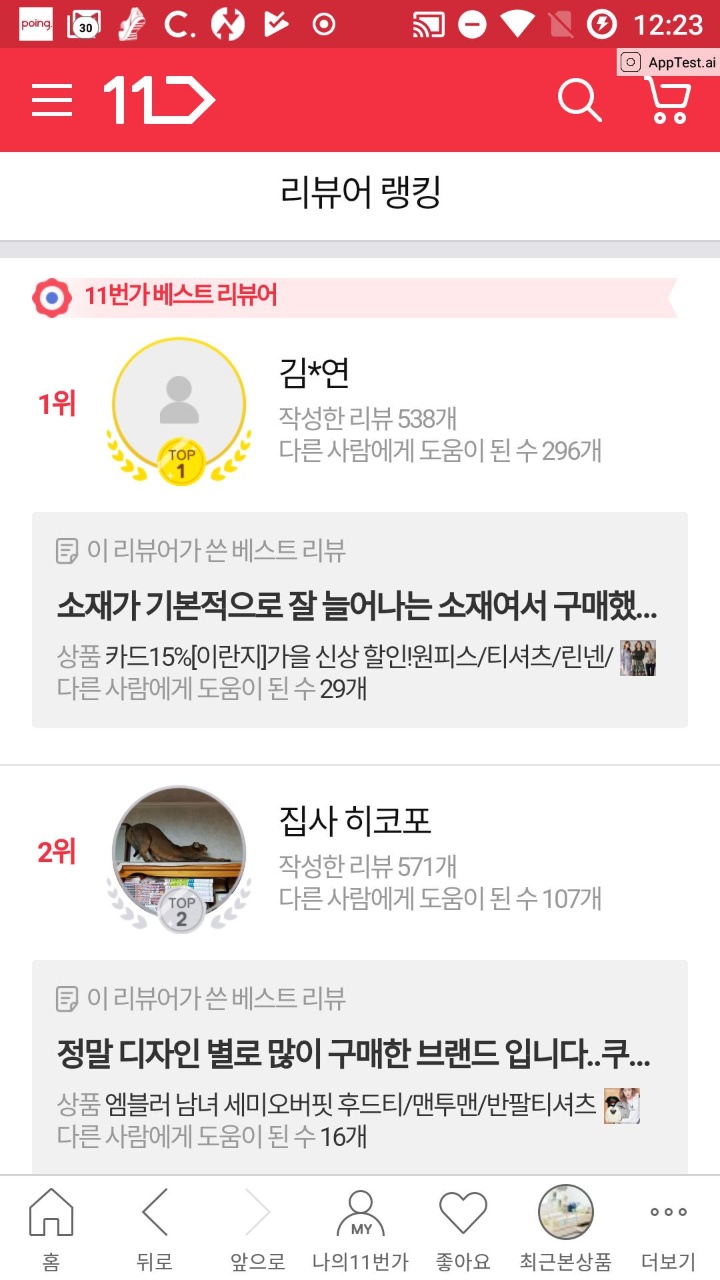 poing
30
C.
12:23
AppTest.ai
11
리뷰어 랭킹
11번가 베스트 리뷰어
1위
김*연
작성한 리뷰 538개
다른 사람에게 도움이 된 수 296개
TOP
1
이 리뷰어가 쓴 베스트 리뷰
소재가 기본적으로 잘 늘어나는 소재여서 구매했...
상품 카드15%[이란지]가을 신상 할인!원피스/티셔츠/린넨/
다른 사람에게 도움이 된 수 29개
2위
집사 히코포
작성한 리뷰 571개
다른 사람에게 도움이 된 수 107개
TOP
2
이 리뷰어가 쓴 베스트 리뷰
정말 디자인 별로 많이 구매한 브랜드 입니다..쿠...
상품 엠블러 남녀 세미오버핏 후드티/맨투맨/반팔티셔츠
다른 사람에게 도움이 된 수 16개
MY
홈 뒤로 앞으로 나의11번가 좋아요 최근본상품 더보기